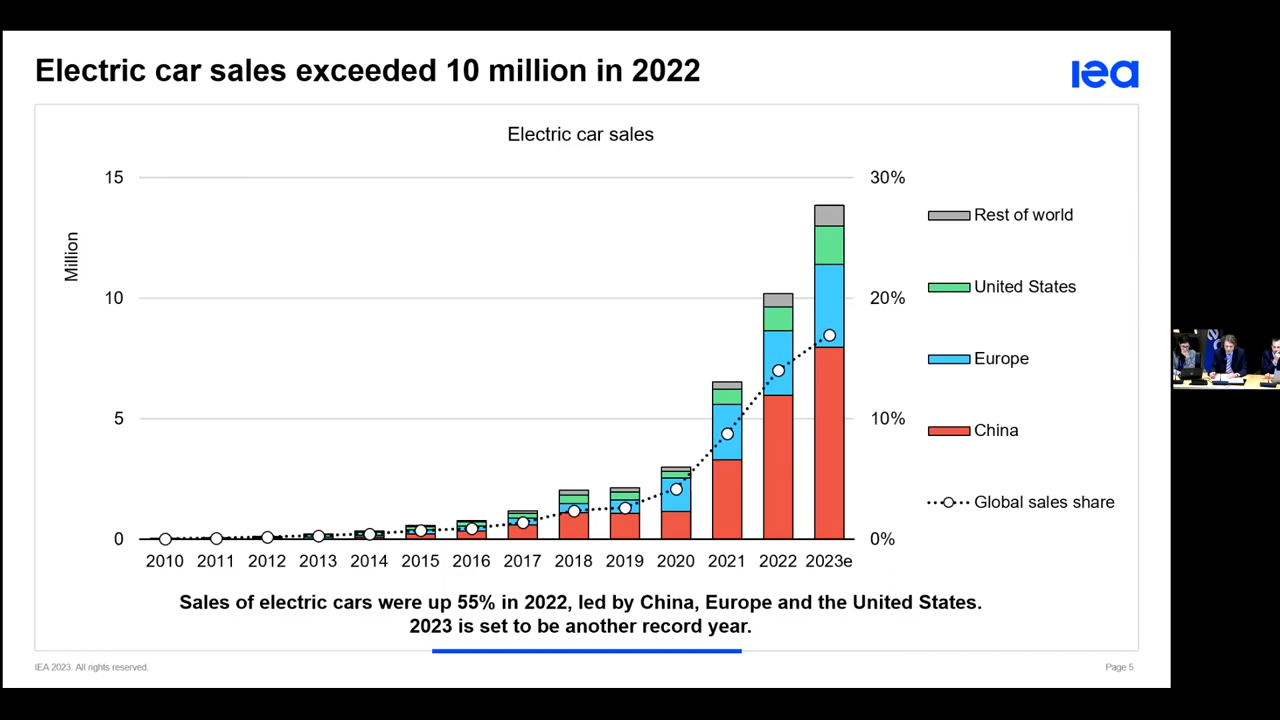 Electric car sales exceeded 10 million in 2022
iea
Electric car sales
15
10
5
0
Million
30%
20%
10%
0%
2010 2011 2012 2013 2014 2015 2016 2017 2018 2019 2020 2021 2022 2023e
Rest of world
United States
Europe
China
Global sales share
Sales of electric cars were up 55% in 2022, led by China, Europe and the United States.
2023 is set to be another record year.
IEA 2023. All rights reserved.
Page 5